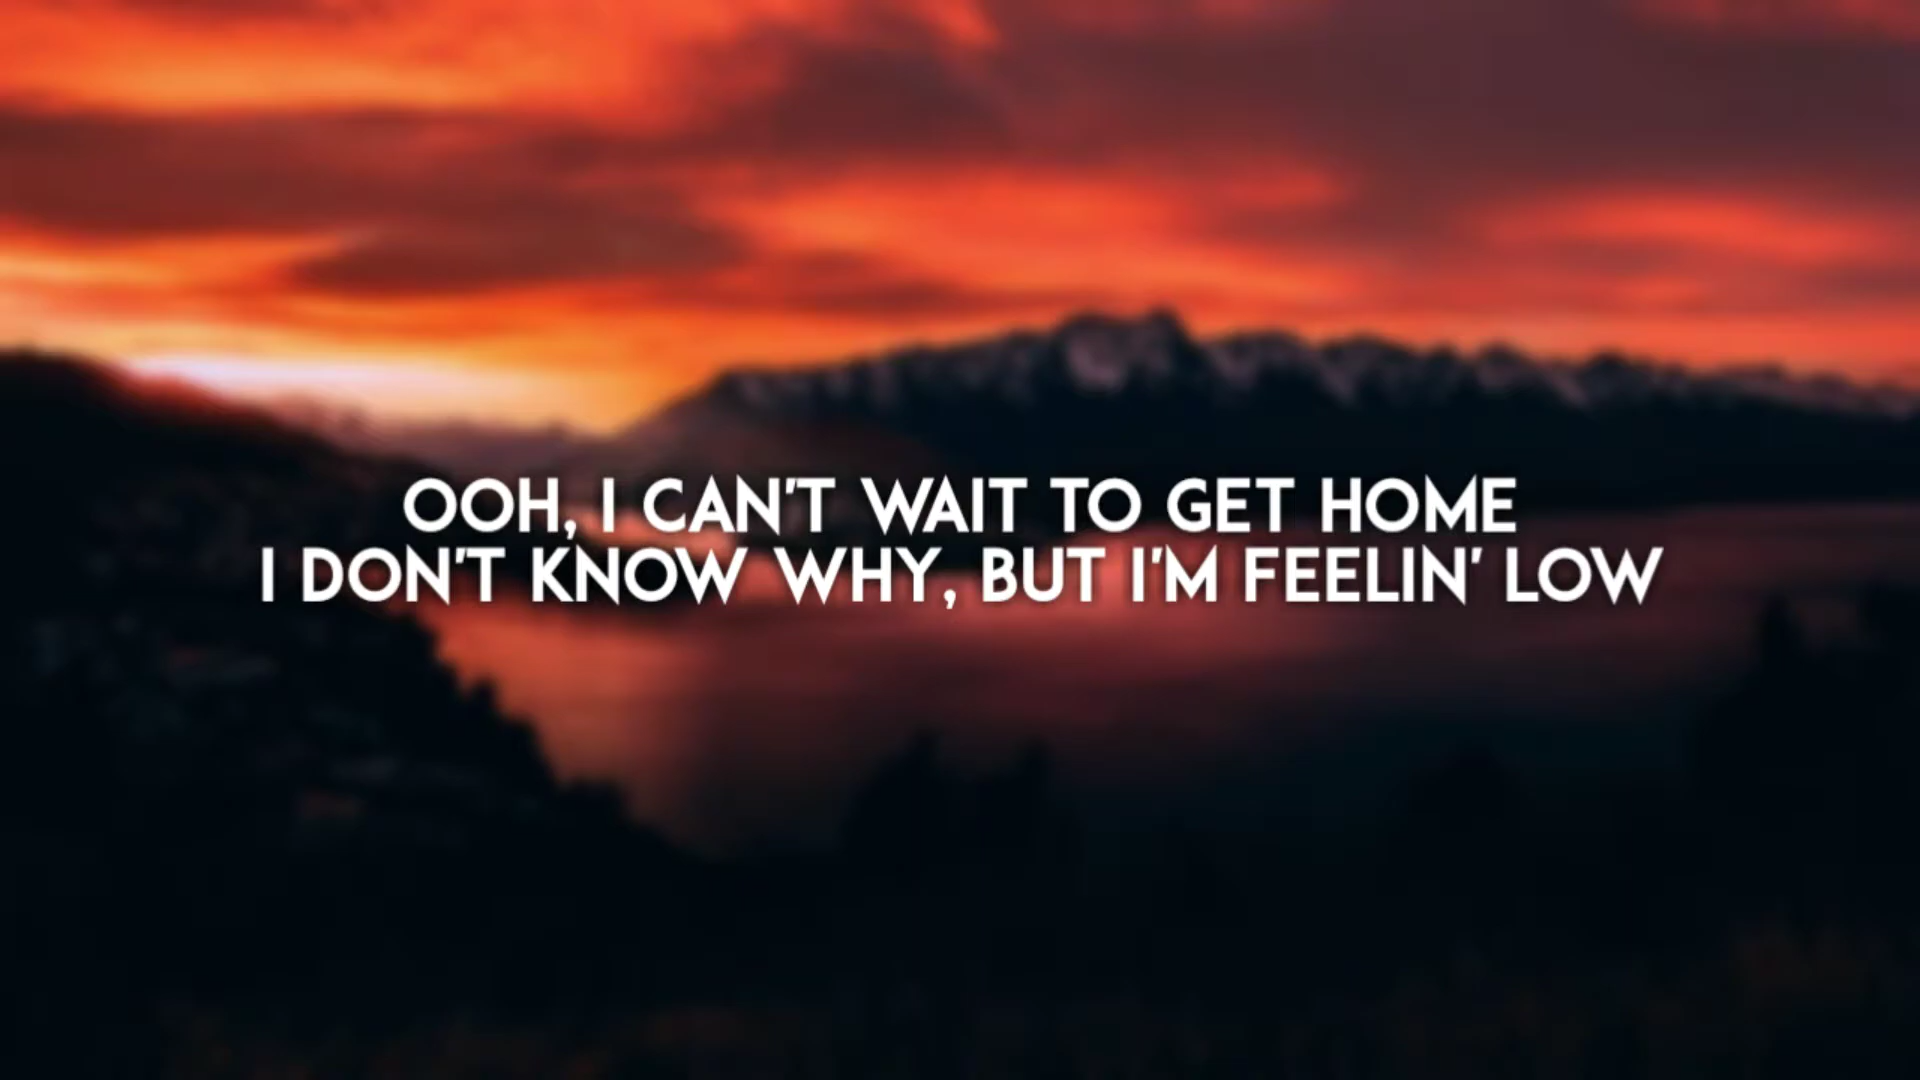 OOH, I CAN'T WAIT TO GET HOME
I DON'T KNOW WHY, BUT I'M FEELIN' LOW